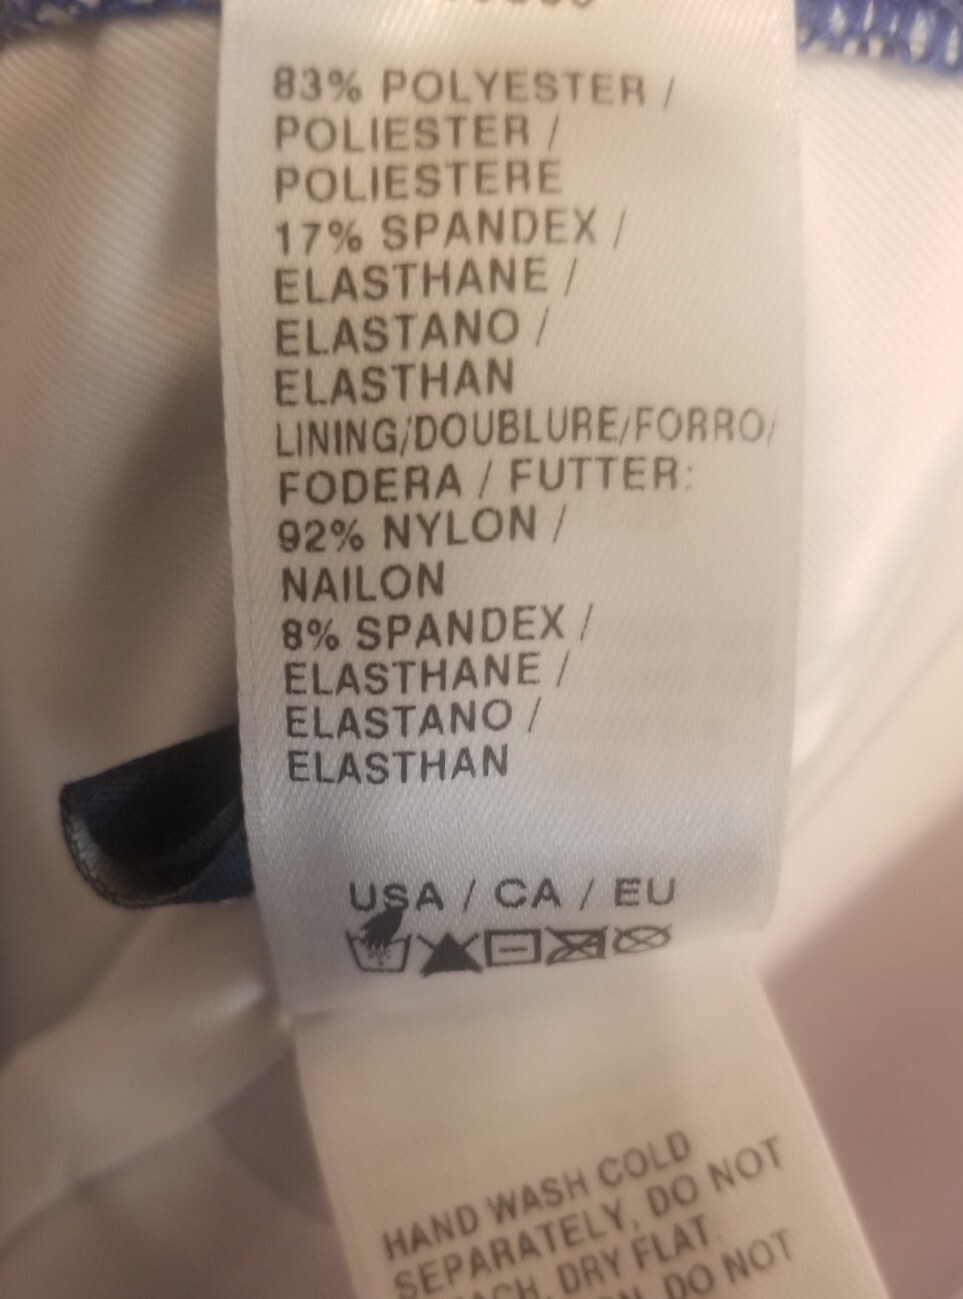 83% POLYESTER /
POLIESTER /
POLIESTERE
17% SPANDEX /
ELASTHANE /
ELASTANO /
ELASTHAN
LINING/DOUBLURE/FORRO/
FODERA / FUTTER:
92% NYLON /
NAILON
8% SPANDEX /
ELASTHANE /
ELASTANO /
ELASTHAN
USA / CA / EU
HAND WASH COLD
SEPARATELY, DO NOT
DRY FLAT.
DO NOT